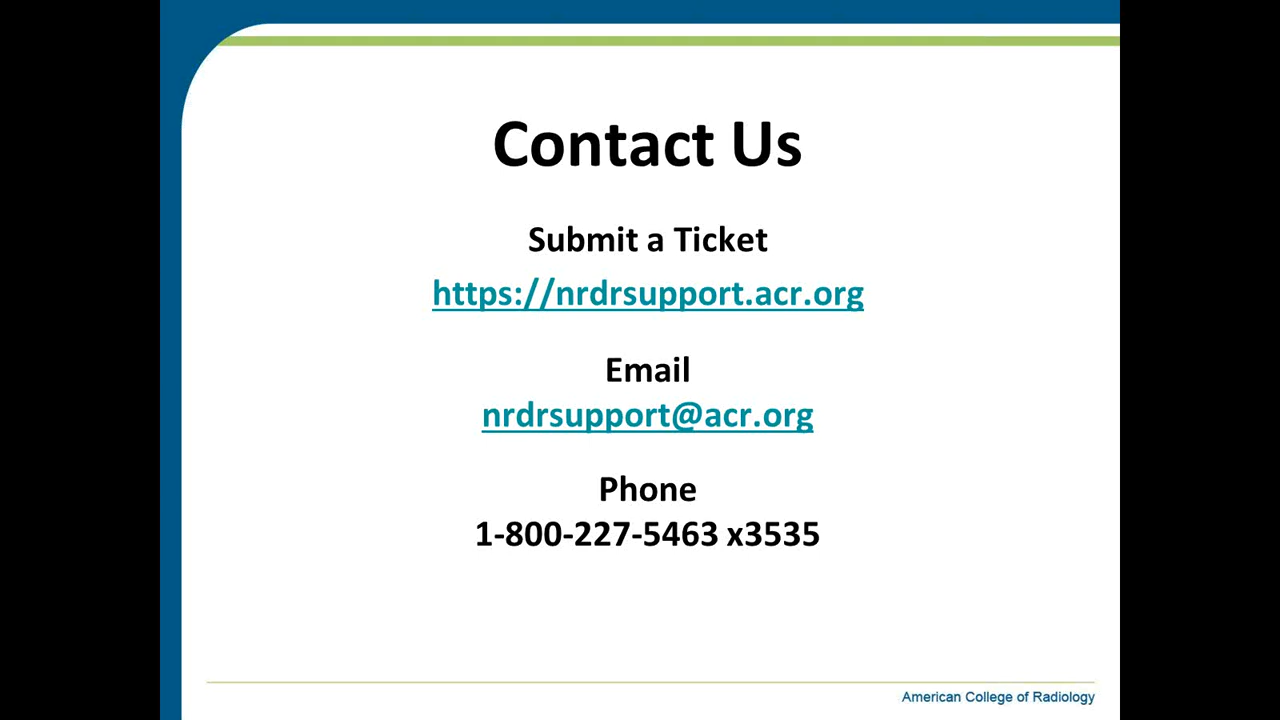 Contact Us
Submit a Ticket
https://nrdrsupport.acr.org
Email
nrdrsupport@acr.org
Phone
1-800-227-5463 x3535
American College of Radiology